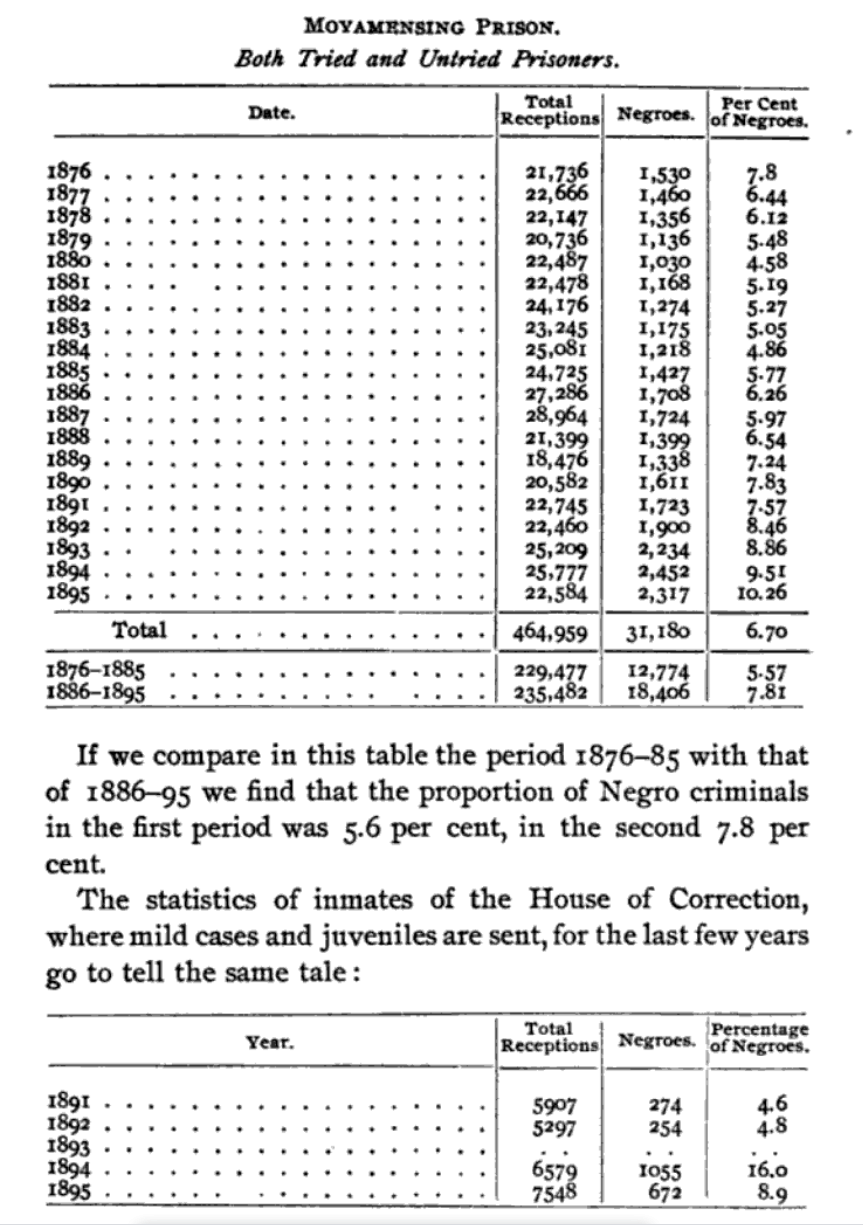 MOYAMENSING PRISON.
Both Tried and Untried Prisoners.
Date. Total Receptions Negroes. Per Cent of Negroes.
1876 . . . . . . . . . . . . . . . . . . 21,736 1,530 7.8
1877 . . . . . . . . . . . . . . . . . . 22,666 1,460 6.44
1878 . . . . . . . . . . . . . . . . . . 22,147 1,356 6.12
1879 . . . . . . . . . . . . . . . . . . 20,736 1,136 5.48
1880 . . . . . . . . . . . . . . . . . . 22,487 1,030 4.58
1881 . . . . . . . . . . . . . . . . . 22,478 1,168 5.19
1882 . . . . . . . . . . . . . . . . . . 24,176 1,274 5.27
1883 . . . . . . . . . . . . . . . . . . 23,245 1,175 5.05
1884 . . . . . . . . . . . . . . . . . . 25,081 1,218 4.86
1885 . . . . . . . . . . . . . . . . . . 24,725 1,427 5.77
1886 . . . . . . . . . . . . . . . . . . 27,286 1,708 6.26
1887 . . . . . . . . . . . . . . . . . . 28,964 1,724 5.97
1888 . . . . . . . . . . . . . . . . . . 21,399 1,399 6.54
1889 . . . . . . . . . . . . . . . . . . 18,476 1,338 7.24
1890 . . . . . . . . . . . . . . . . . . 20,582 1,611 7.83
1891 . . . . . . . . . . . . . . . . . 22,745 1,723 7.57
1892 . . . . . . . . . . . . . . . . . . 22,460 1,900 8.46
1893 . . . . . . . . . . . . . . . . . 25,209 2,234 8.86
1894 . . . . . . . . . . . . . . . . . . 25,777 2,452 9.51
1895 . . . . . . . . . . . . . . . . . . 22,584 2,317 10.26
Total . . . . . . . . . . . . . . 464,959 31,180 6.70
1876–1885 . . . . . . . . . . . . . . . 229,477 12,774 5.57
1886–1895 . . . . . . . . . . . . . . 235,482 18,406 7.81
If we compare in this table the period 1876–85 with that
of 1886–95 we find that the proportion of Negro criminals
in the first period was 5.6 per cent, in the second 7.8 per
cent.
The statistics of inmates of the House of Correction,
where mild cases and juveniles are sent, for the last few years
go to tell the same tale :
Year. Total Receptions Negroes. Percentage of Negroes.
1891 . . . . . . . . . . . . . . . . . . 5907 274 4.6
1892 . . . . . . . . . . . . . . . . . . 5297 254 4.8
1893 . . . . . . . . . . . . . . . . . . . . . . . .
1894 . . . . . . . . . . . . . . . . . . 6579 1055 16.0
1895 . . . . . . . . . . . . . . . . . 7548 672 8.9